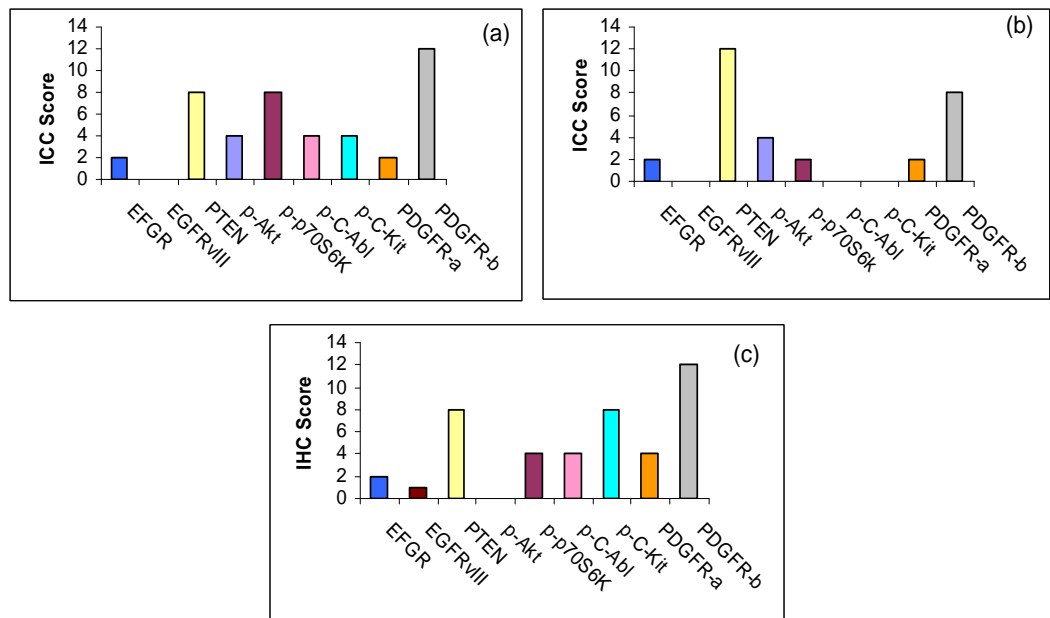 (a)
ICC Score
14
12
10
8
6
4
2
0
EFGR
EGFRvIII
PTEN
p-Akt
p-p70S6K
p-C-Abl
p-C-Kit
PDGFR-a
PDGFR-b
(b)
ICC Score
14
12
10
8
6
4
2
0
EFGR
EGFRvIII
PTEN
p-Akt
p-p70S6k
p-C-Abl
p-C-Kit
PDGFR-a
PDGFR-b
(c)
IHC Score
14
12
10
8
6
4
2
0
EFGR
EGFRvIII
PTEN
p-Akt
p-p70S6K
p-C-Abl
p-C-Kit
PDGFR-a
PDGFR-b